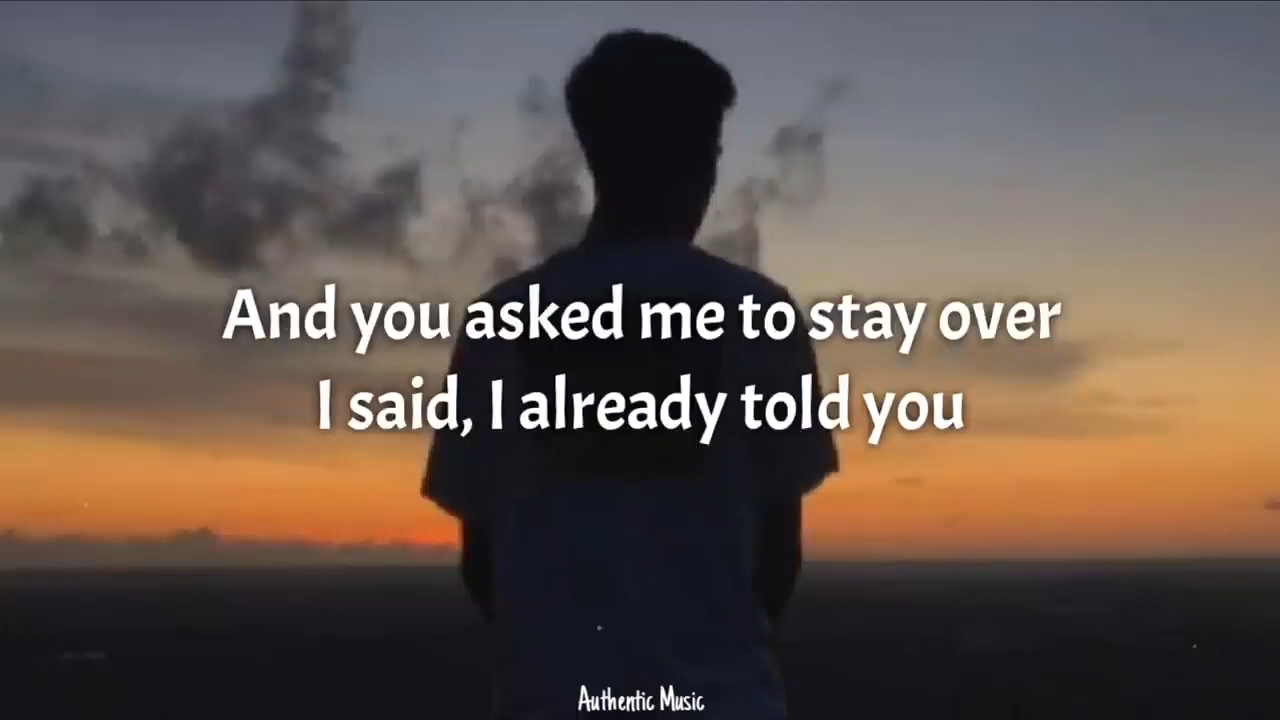 And you asked me to stay over
I said, I already told you
Authentic Music